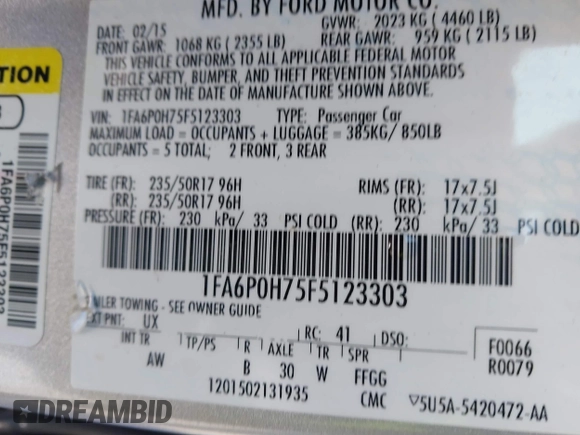 MFD. BY FORD MOTOR CO.
DATE: 02/15 GVWR: 2023 KG ( 4460 LB)
FRONT GAWR: 1068 KG ( 2355 LB) REAR GAWR: 959 KG ( 2115 LB)
THIS VEHICLE CONFORMS TO ALL APPLICABLE FEDERAL MOTOR
VEHICLE SAFETY, BUMPER, AND THEFT PREVENTION STANDARDS
IN EFFECT ON THE DATE OF MANUFACTURE SHOWN ABOVE.
VIN: 1FA6P0H75F5123303 TYPE: Passenger Car
MAXIMUM LOAD = OCCUPANTS + LUGGAGE = 385KG/ 850LB
OCCUPANTS = 5 TOTAL; 2 FRONT, 3 REAR
TIRE (FR): 235/50R17 96H RIMS (FR): 17x7.5J
(RR): 235/50R17 96H (RR): 17x7.5J
PRESSURE (FR): 230 kPa/ 33 PSI COLD (RR): 230 kPa/ 33 PSI COLD
1FA6P0H75F5123303
TRAILER TOWING - SEE OWNER GUIDE
EXT PNT: UX RC: 41 DSO: F0066
INT TR TP/PS R AXLE TR SPR R0079
AW B 30 W FFGG
1201502131935 CMC 5U5A-5420472-AA
1FA6P0H75F5123303
©AutoBidMaster